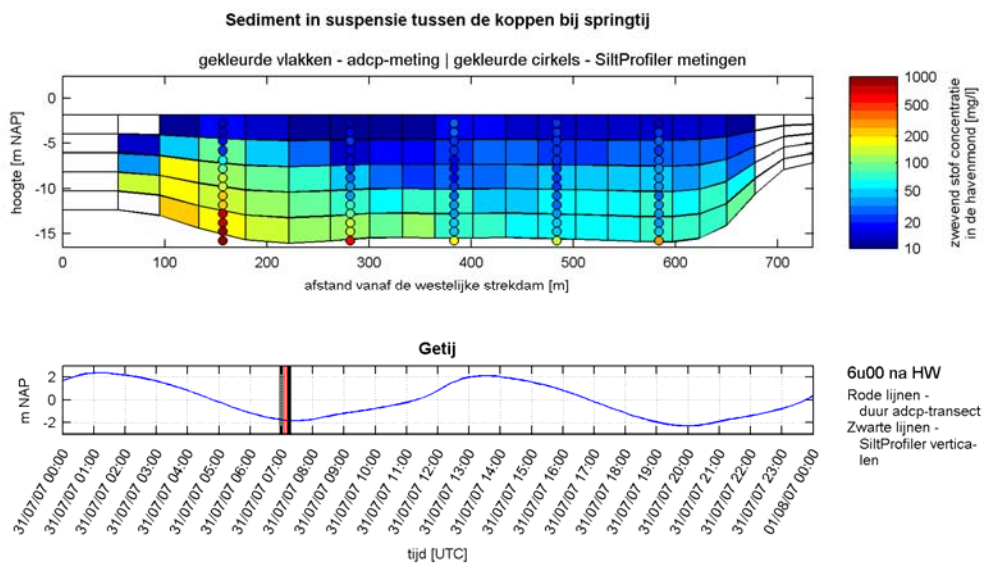 Sediment in suspensie tussen de koppen bij springtij
gekleurde vlakken - adcp-meting | gekleurde cirkels - SiltProfiler metingen
hoogte [m NAP]
0
-5
-10
-15
0 100 200 300 400 500 600 700
afstand vanaf de westelijke strekdam [m]
1000
500
200
100
50
20
10
zwevend stof concentratie
in de havenmond [mg/l]
Getij
m NAP
2
0
-2
31/07/07 00:00
31/07/07 01:00
31/07/07 02:00
31/07/07 03:00
31/07/07 04:00
31/07/07 05:00
31/07/07 06:00
31/07/07 07:00
31/07/07 08:00
31/07/07 09:00
31/07/07 10:00
31/07/07 11:00
31/07/07 12:00
31/07/07 13:00
31/07/07 14:00
31/07/07 15:00
31/07/07 16:00
31/07/07 17:00
31/07/07 18:00
31/07/07 19:00
31/07/07 20:00
31/07/07 21:00
31/07/07 22:00
31/07/07 23:00
01/08/07 00:00
tijd [UTC]
6u00 na HW
Rode lijnen -
duur adcp-transect
Zwarte lijnen -
SiltProfiler vertica-
len